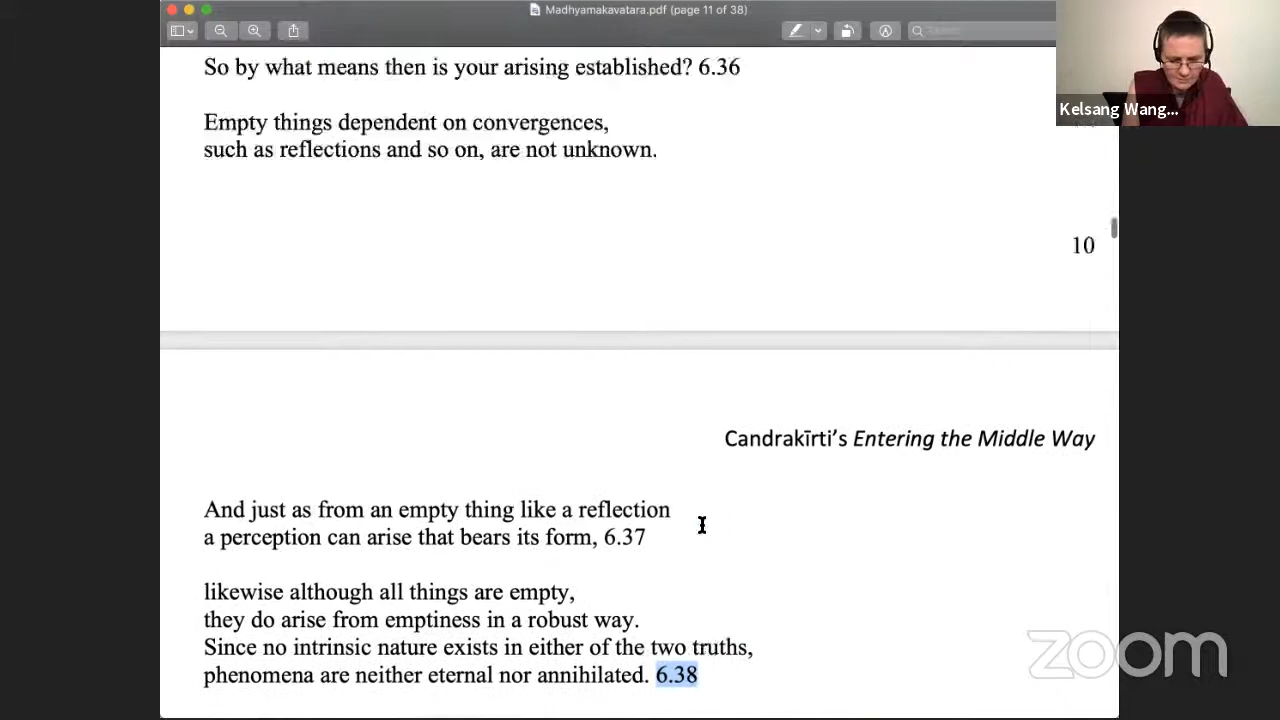 Madhyamakavatara.pdf (page 11 of 38)
Search
Kelsang Wang...
So by what means then is your arising established? 6.36
Empty things dependent on convergences,
such as reflections and so on, are not unknown.
10
Candrakīrti's Entering the Middle Way
And just as from an empty thing like a reflection
a perception can arise that bears its form, 6.37
likewise although all things are empty,
they do arise from emptiness in a robust way.
Since no intrinsic nature exists in either of the two truths,
phenomena are neither eternal nor annihilated. 6.38
zoom